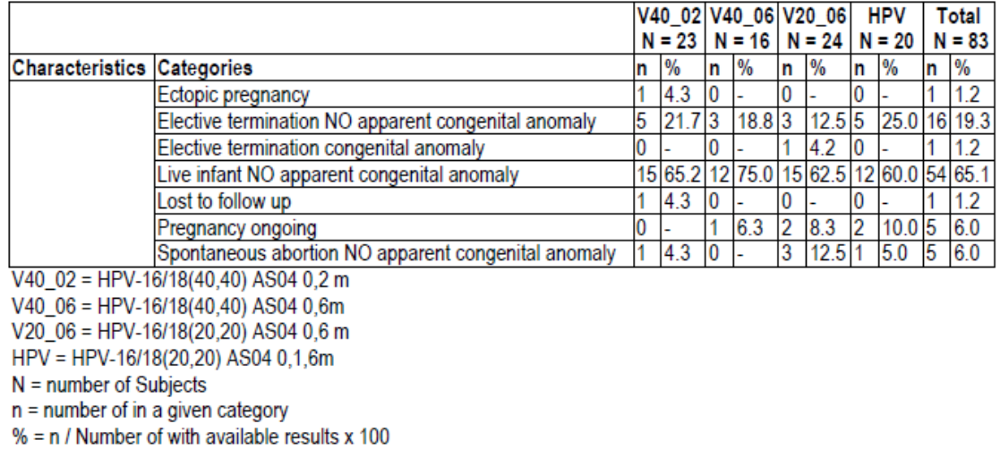 V40_02 V40_06 V20_06 HPV Total
N = 23 N = 16 N = 24 N = 20 N = 83
Characteristics Categories n % n % n % n % n %
Ectopic pregnancy 1 4.3 0 - 0 - 0 - 1 1.2
Elective termination NO apparent congenital anomaly 5 21.7 3 18.8 3 12.5 5 25.0 16 19.3
Elective termination congenital anomaly 0 - 0 - 1 4.2 0 - 1 1.2
Live infant NO apparent congenital anomaly 15 65.2 12 75.0 15 62.5 12 60.0 54 65.1
Lost to follow up 1 4.3 0 - 0 - 0 - 1 1.2
Pregnancy ongoing 0 - 1 6.3 2 8.3 2 10.0 5 6.0
Spontaneous abortion NO apparent congenital anomaly 1 4.3 0 - 3 12.5 1 5.0 5 6.0
V40_02 = HPV-16/18(40,40) AS04 0,2 m
V40_06 = HPV-16/18(40,40) AS04 0,6m
V20_06 = HPV-16/18(20,20) AS04 0,6 m
HPV = HPV-16/18(20,20) AS04 0,1,6m
N = number of Subjects
n = number of in a given category
% = n / Number of with available results x 100